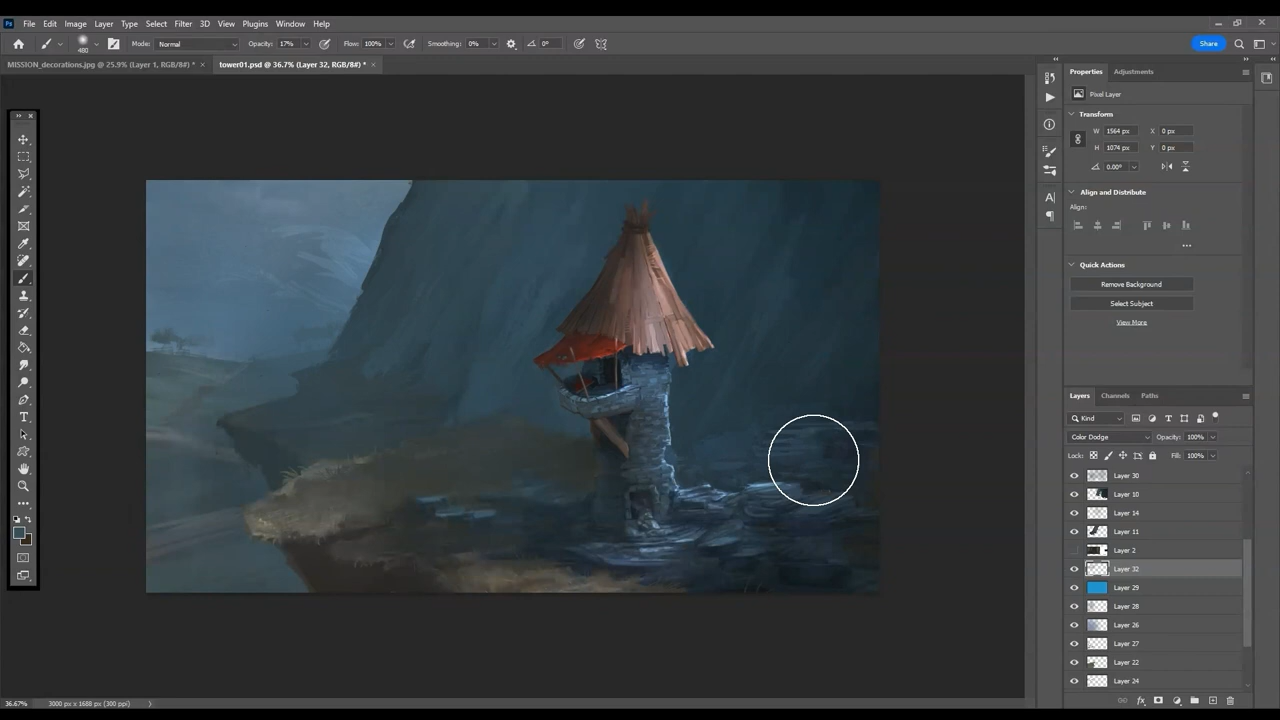 Ps File Edit Image Layer Type Select Filter 3D View Plugins Window Help
480 Mode: Normal Opacity: 17% Flow: 100% Smoothing: 0% 0° Share
MISSION_decorations.jpg @ 25.9% (Layer 1, RGB/8#) * × tower01.psd @ 36.7% (Layer 32, RGB/8#) * ×
Properties Adjustments
Pixel Layer
Transform
W 1564 px X 0 px
H 1074 px Y 0 px
0.00°
Align and Distribute
Align:
Quick Actions
Remove Background
Select Subject
View More
Layers Channels Paths
Kind
Color Dodge Opacity: 100%
Lock: Fill: 100%
Layer 30
Layer 10
Layer 14
Layer 11
Layer 2
Layer 32
Layer 29
Layer 28
Layer 26
Layer 27
Layer 22
Layer 24
36.67% 3000 px x 1688 px (300 ppi)